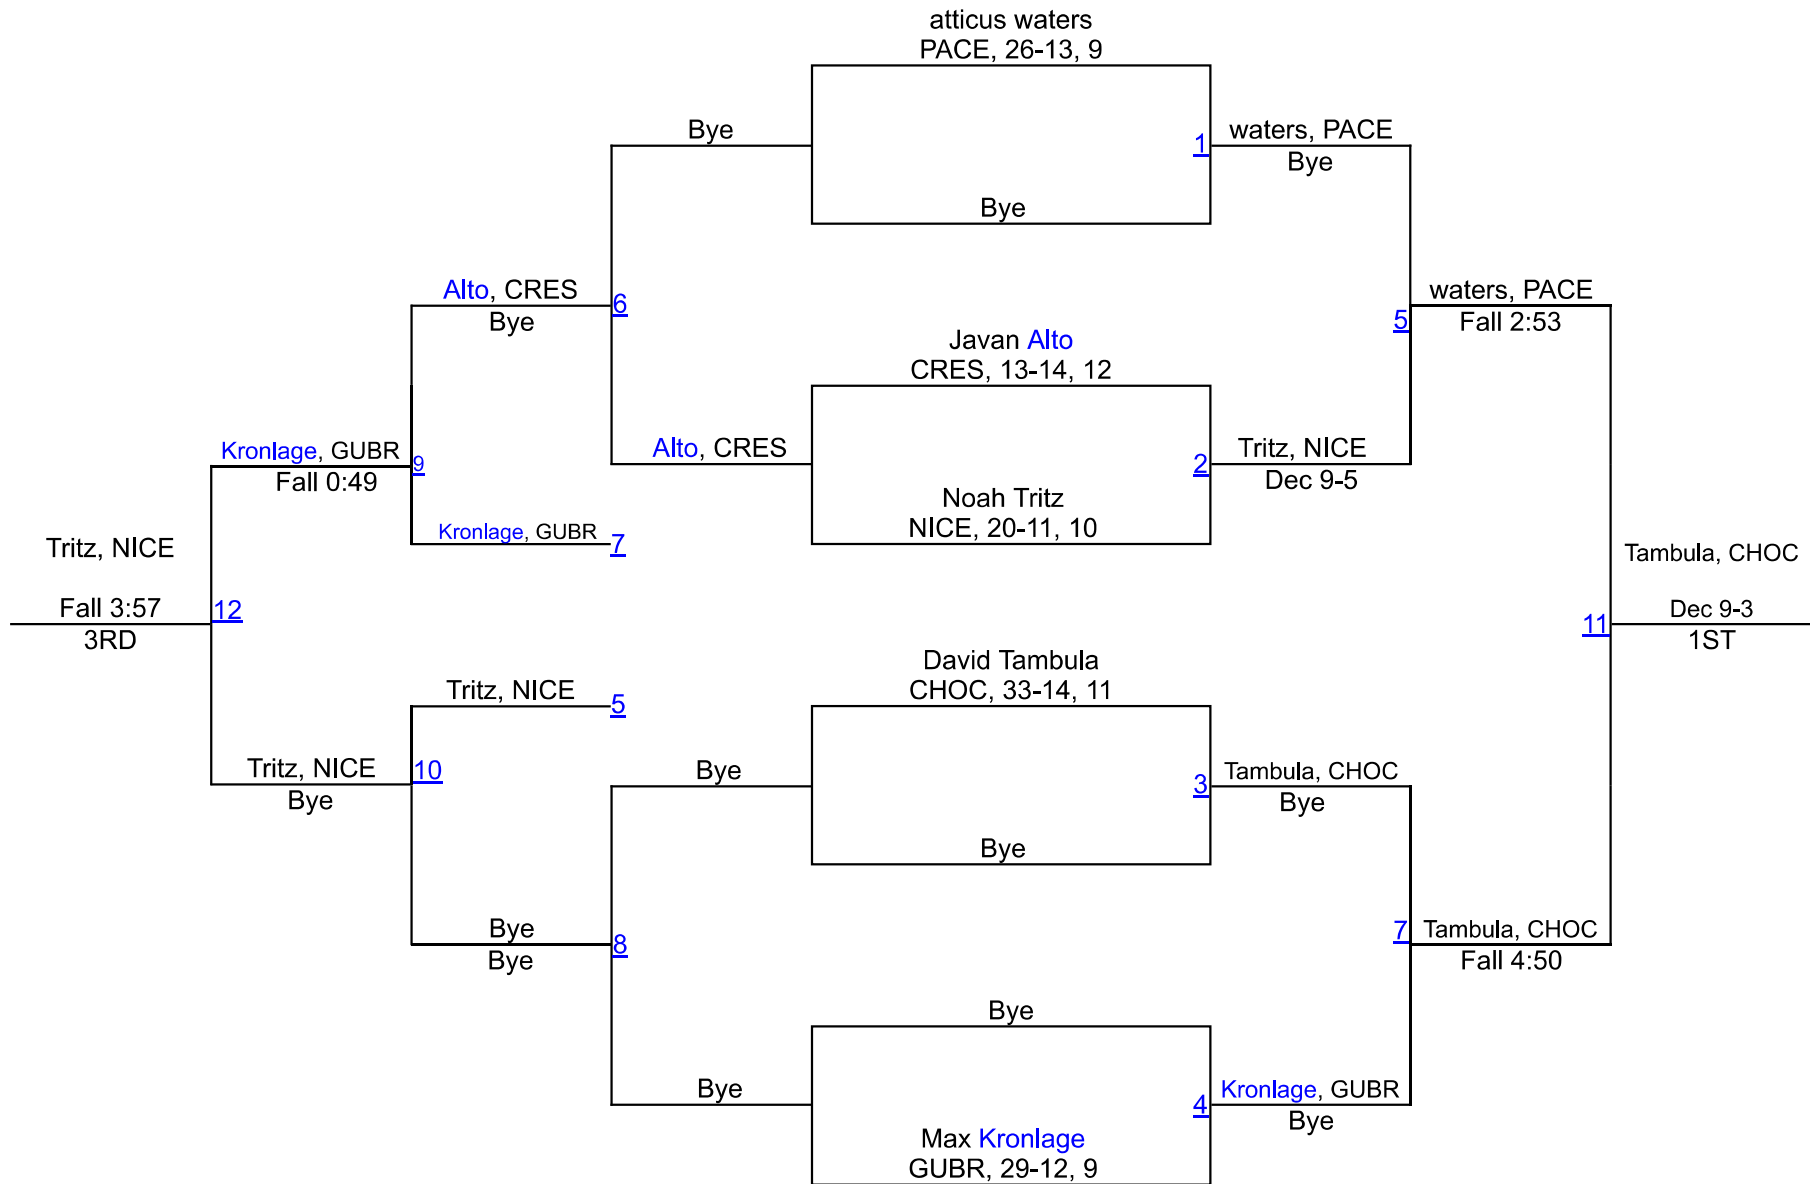 atticus waters
PACE, 26-13, 9
Bye
1
waters, PACE
Bye
Bye
Alto, CRES
Bye
6
waters, PACE
Fall 2:53
5
Javan Alto
CRES, 13-14, 12
Kronlage, GUBR
Fall 0:49
9
Alto, CRES
2
Tritz, NICE
Dec 9-5
Noah Tritz
NICE, 20-11, 10
Kronlage, GUBR
7
Tritz, NICE
Fall 3:57
3RD
12
Tambula, CHOC
Dec 9-3
1ST
11
David Tambula
CHOC, 33-14, 11
Tritz, NICE
5
Tritz, NICE
Bye
10
Bye
3
Tambula, CHOC
Bye
Bye
Bye
Bye
8
7
Tambula, CHOC
Fall 4:50
Bye
Bye
4
Kronlage, GUBR
Bye
Max Kronlage
GUBR, 29-12, 9